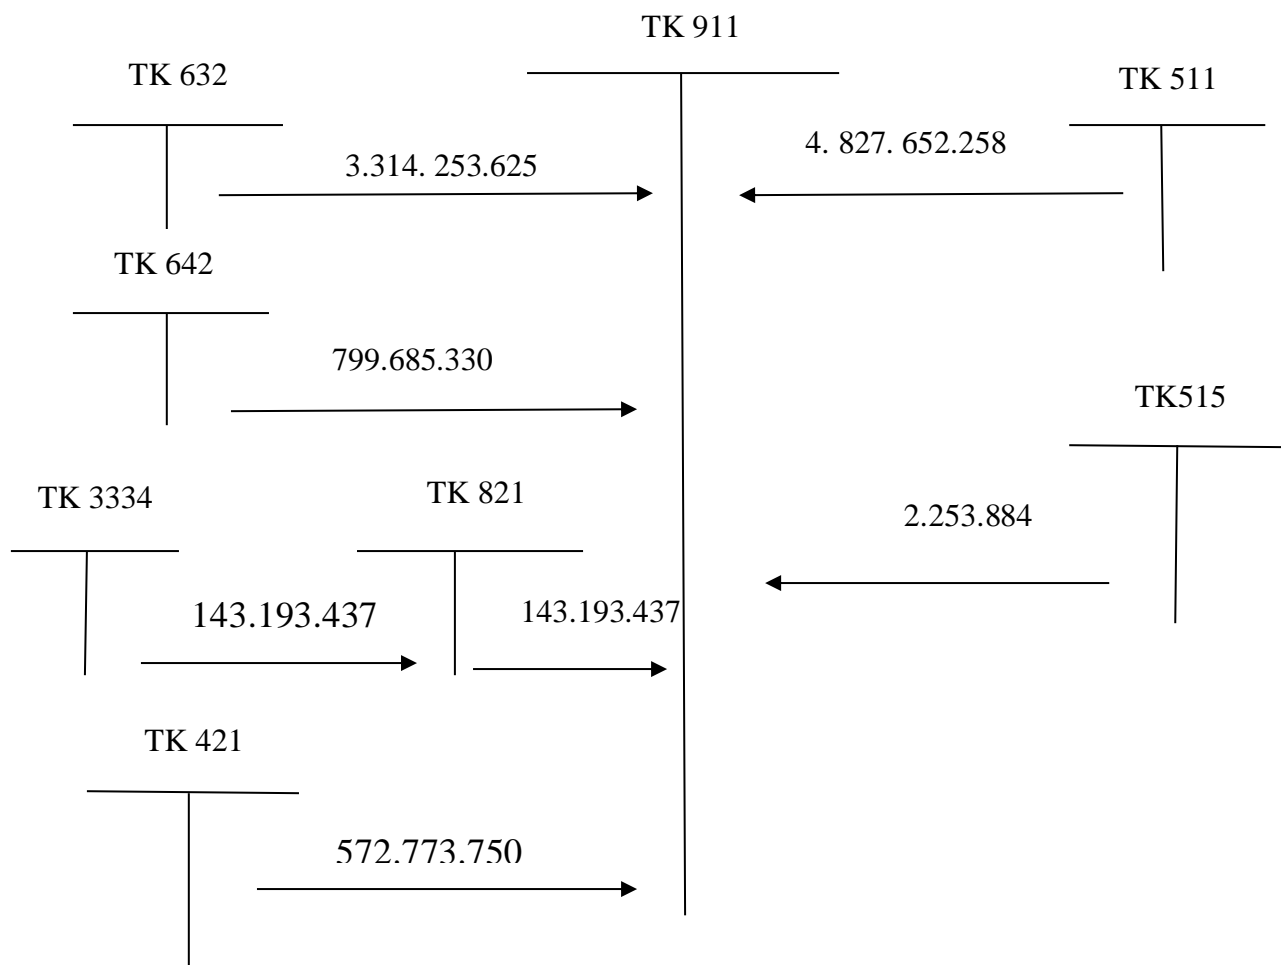 TK 911
TK 632
TK 511
3.314. 253.625
4. 827. 652.258
TK 642
799.685.330
TK515
TK 3334
TK 821
2.253.884
143.193.437
143.193.437
TK 421
572.773.750